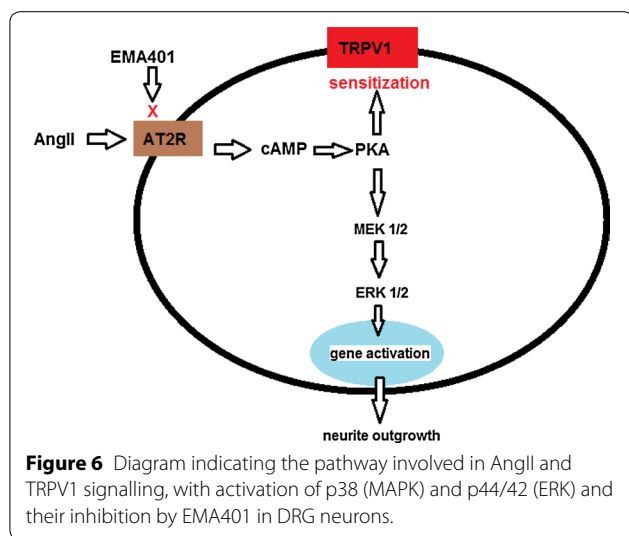 TRPV1
EMA401
sensitization
X
AngII
AT2R
cAMP
PKA
MEK 1/2
ERK 1/2
gene activation
neurite outgrowth
Figure 6 Diagram indicating the pathway involved in AngII and
TRPV1 signalling, with activation of p38 (MAPK) and p44/42 (ERK) and
their inhibition by EMA401 in DRG neurons.